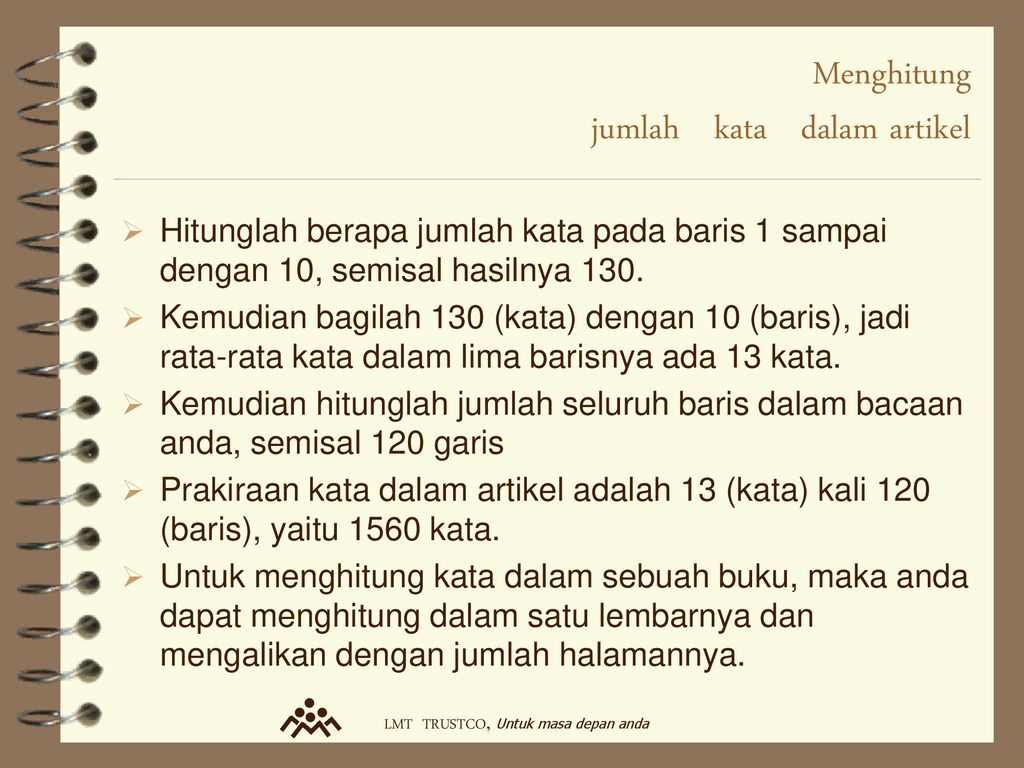 Menghitung
jumlah kata dalam artikel
Hitunglah berapa jumlah kata pada baris 1 sampai
dengan 10, semisal hasilnya 130.
Kemudian bagilah 130 (kata) dengan 10 (baris), jadi
rata-rata kata dalam lima barisnya ada 13 kata.
Kemudian hitunglah jumlah seluruh baris dalam bacaan
anda, semisal 120 garis
Prakiraan kata dalam artikel adalah 13 (kata) kali 120
(baris), yaitu 1560 kata.
Untuk menghitung kata dalam sebuah buku, maka anda
dapat menghitung dalam satu lembarnya dan
mengalikan dengan jumlah halamannya.
LMT TRUSTCO, Untuk masa depan anda